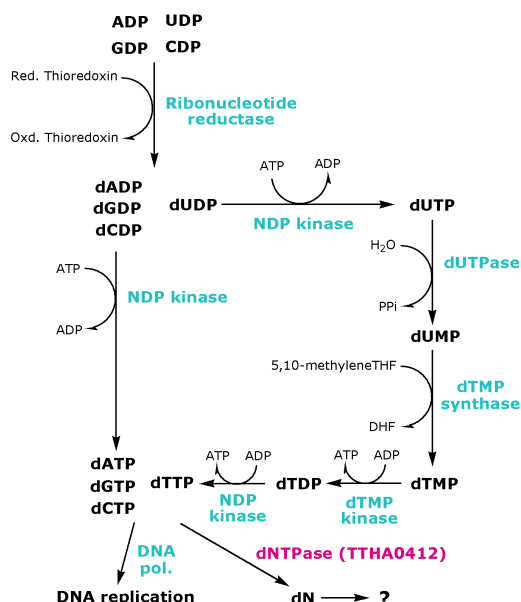 ADP UDP
GDP CDP
Red. Thioredoxin
Ribonucleotide
reductase
Oxd. Thioredoxin
ATP ADP
dADP
dGDP dUDP dUTP
dCDP
NDP kinase
H2O
dUTPase
ATP
NDP kinase
PPi
ADP
dUMP
5,10-methyleneTHF
dTMP
synthase
DHF
ATP ADP ATP ADP
dATP
dGTP dTTP dTDP dTMP
dCTP
NDP
kinase
dTMP
kinase
DNA
pol.
dNTPase (TTHA0412)
DNA replication dN ?